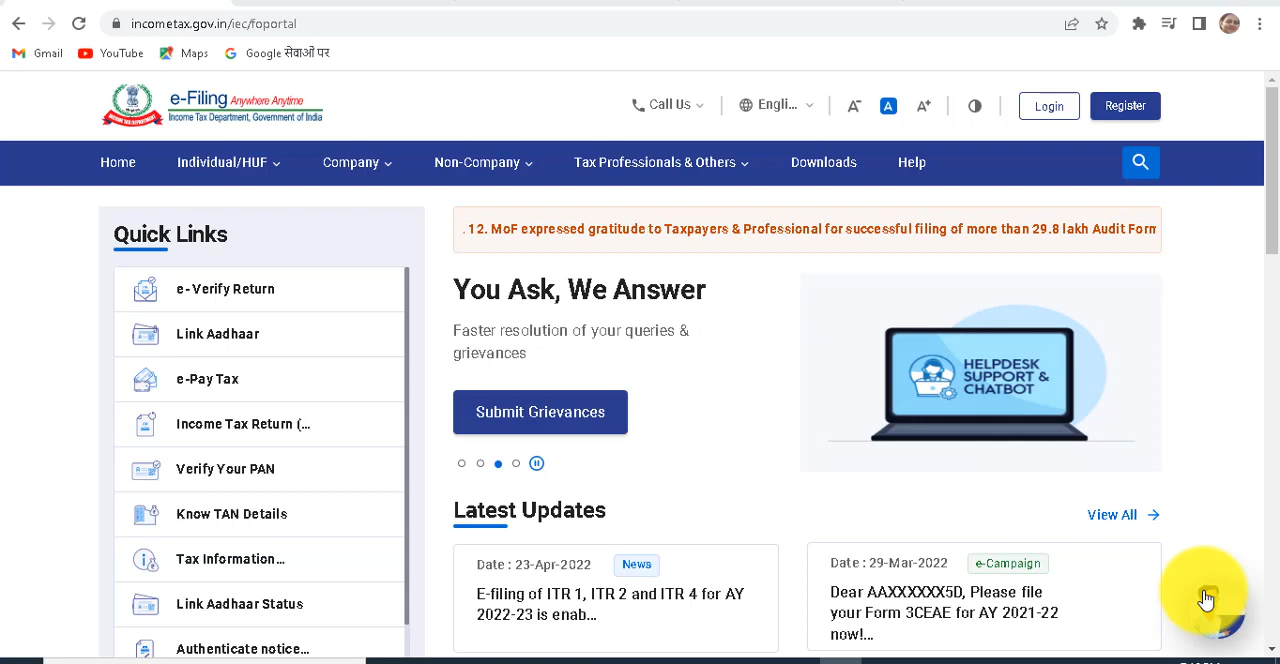 incometax.gov.in/iec/foportal
Gmail YouTube Maps Google सेवाओं पर
e-Filing Anywhere Anytime
Income Tax Department, Government of India
Call Us Engli... A- A A+ Login Register
Home Individual/HUF Company Non-Company Tax Professionals & Others Downloads Help
Quick Links
e-Verify Return
Link Aadhaar
e-Pay Tax
Income Tax Return (...
Verify Your PAN
Know TAN Details
Tax Information...
Link Aadhaar Status
Authenticate notice...
. 12. MoF expressed gratitude to Taxpayers & Professional for successful filing of more than 29.8 lakh Audit Form
You Ask, We Answer
Faster resolution of your queries &
grievances
Submit Grievances
HELPDESK
SUPPORT &
CHATBOT
Latest Updates
View All
Date : 23-Apr-2022 News
E-filing of ITR 1, ITR 2 and ITR 4 for AY
2022-23 is enab...
Date : 29-Mar-2022 e-Campaign
Dear AAXXXXXX5D, Please file
your Form 3CEAE for AY 2021-22
now!...